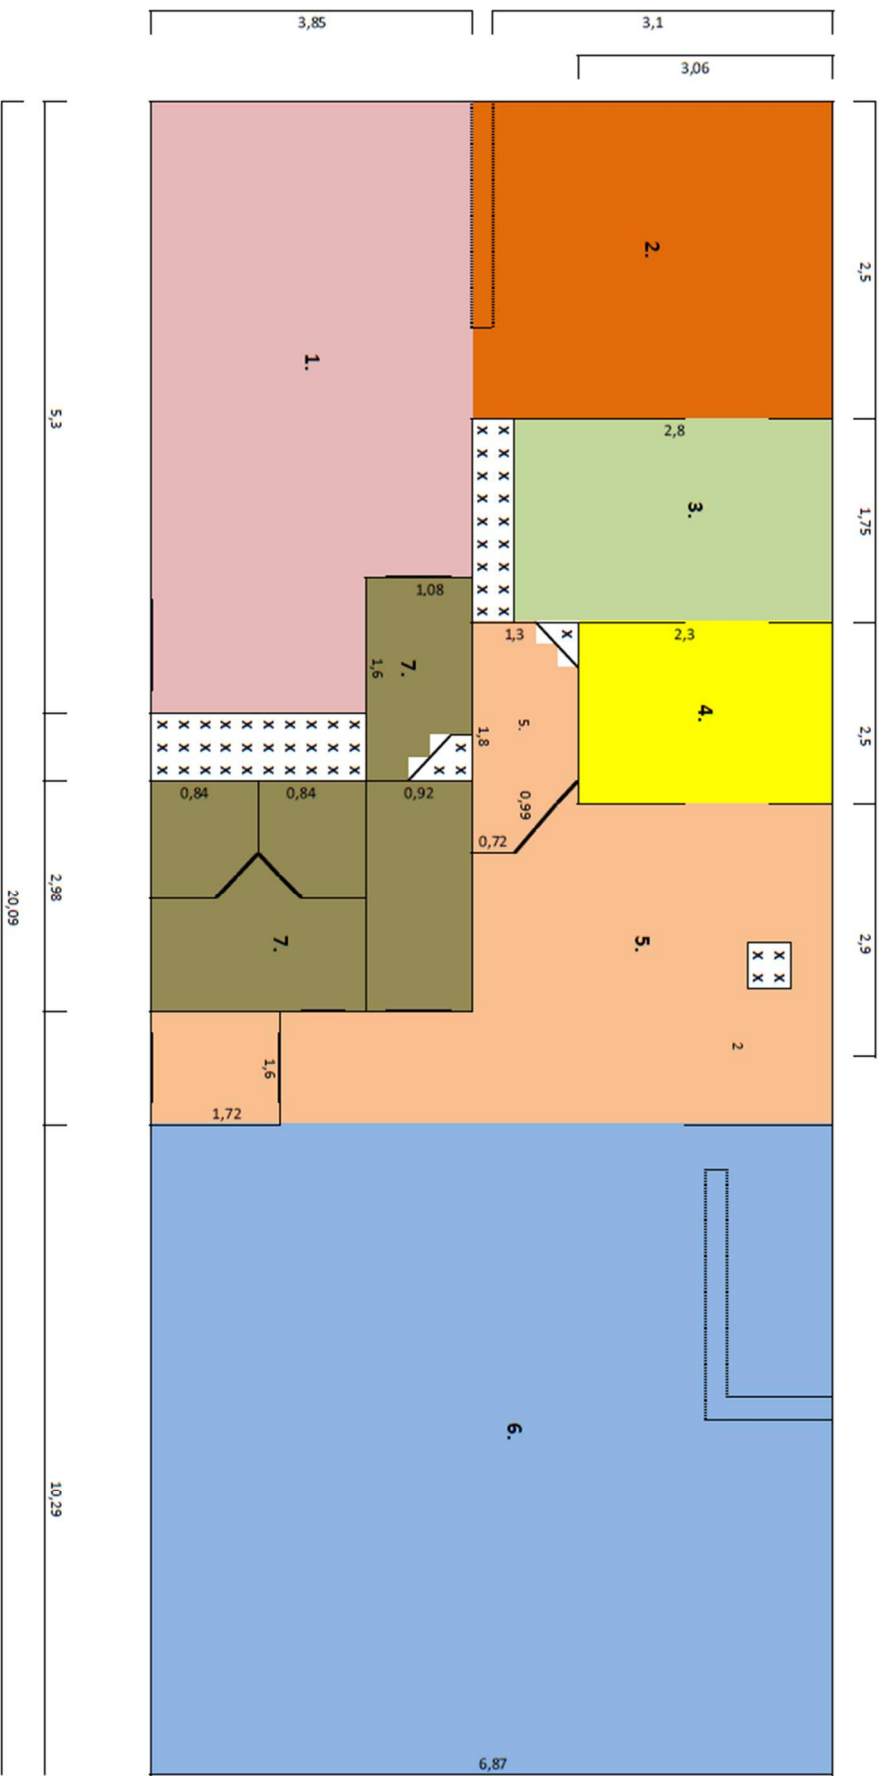 3,85
3,1
3,06
2.
2,5
1.
5,3
2,8
x x
x x
x x
x x
x x
x x
x x
x x
x x
3.
1,75
1,08
1,3
x
2,3
1,6
7.
4.
5.
1,8
2,5
x x x x x x x x x x
x x x x x x x x x x
x x x x x x x x x x
x
x x
0,84
0,84
0,92
0,99
0,72
2,98
20,09
7.
5.
x x
x x
2,9
2
1,6
1,72
6.
10,29
6,87